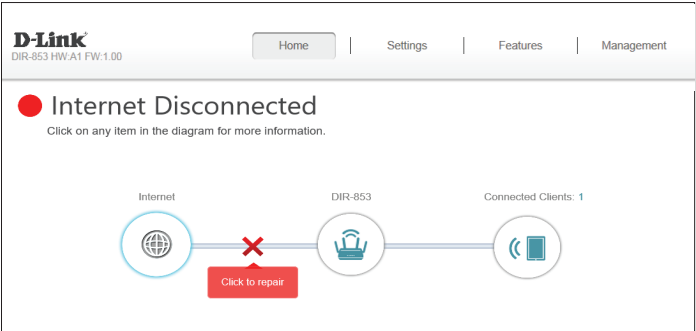 D-Link
DIR-853 HW:A1 FW:1.00
Home
Settings
Features
Management
Internet Disconnected
Click on any item in the diagram for more information.
Internet
DIR-853
Connected Clients: 1
Click to repair